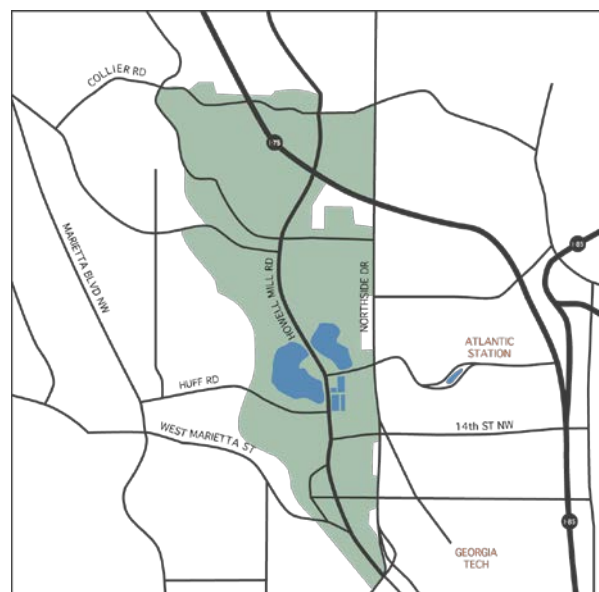 COLLIER RD
I-75
MARIETTA BLVD NW
HOWELL MILL RD
NORTHSIDE DR
I-85
ATLANTIC
STATION
HUFF RD
WEST MARIETTA ST
14th ST NW
I-85
GEORGIA
TECH